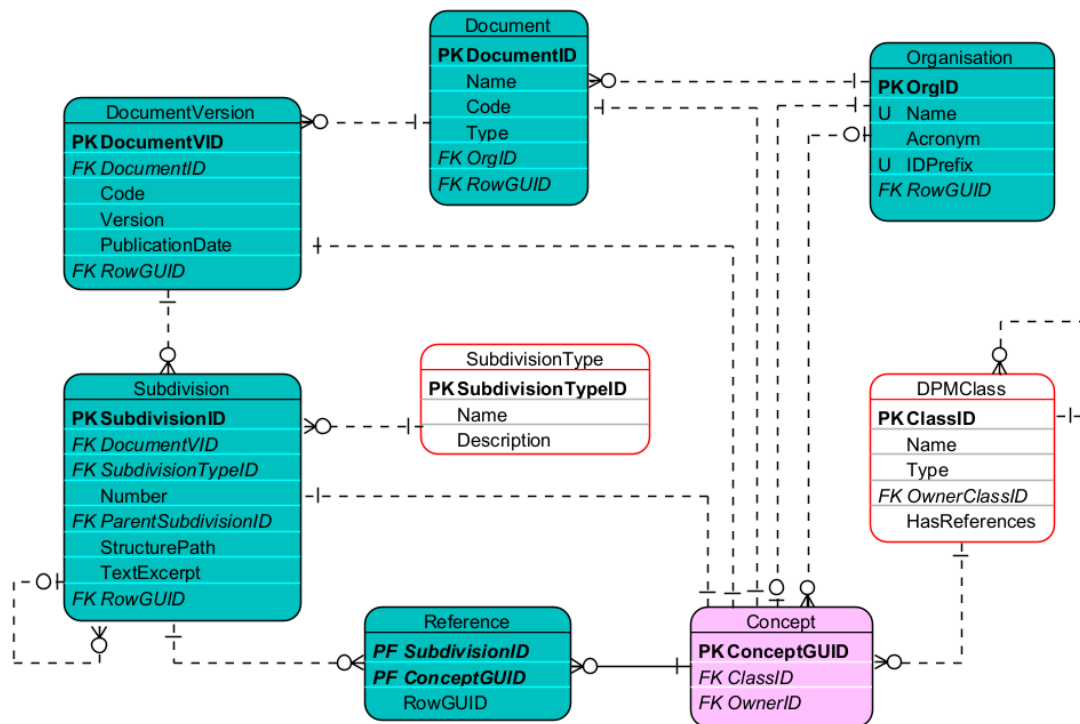 Document
PK DocumentID
Name
Code
Type
FK OrgID
FK RowGUID
Organisation
PK OrgID
U Name
Acronym
U IDPrefix
FK RowGUID
DocumentVersion
PK DocumentVID
FK DocumentID
Code
Version
PublicationDate
FK RowGUID
SubdivisionType
PK SubdivisionTypeID
Name
Description
DPMClass
PK ClassID
Name
Type
FK OwnerClassID
HasReferences
Subdivision
PK SubdivisionID
FK DocumentVID
FK SubdivisionTypeID
Number
FK ParentSubdivisionID
StructurePath
TextExcerpt
FK RowGUID
Reference
PF SubdivisionID
PF ConceptGUID
RowGUID
Concept
PK ConceptGUID
FK ClassID
FK OwnerID